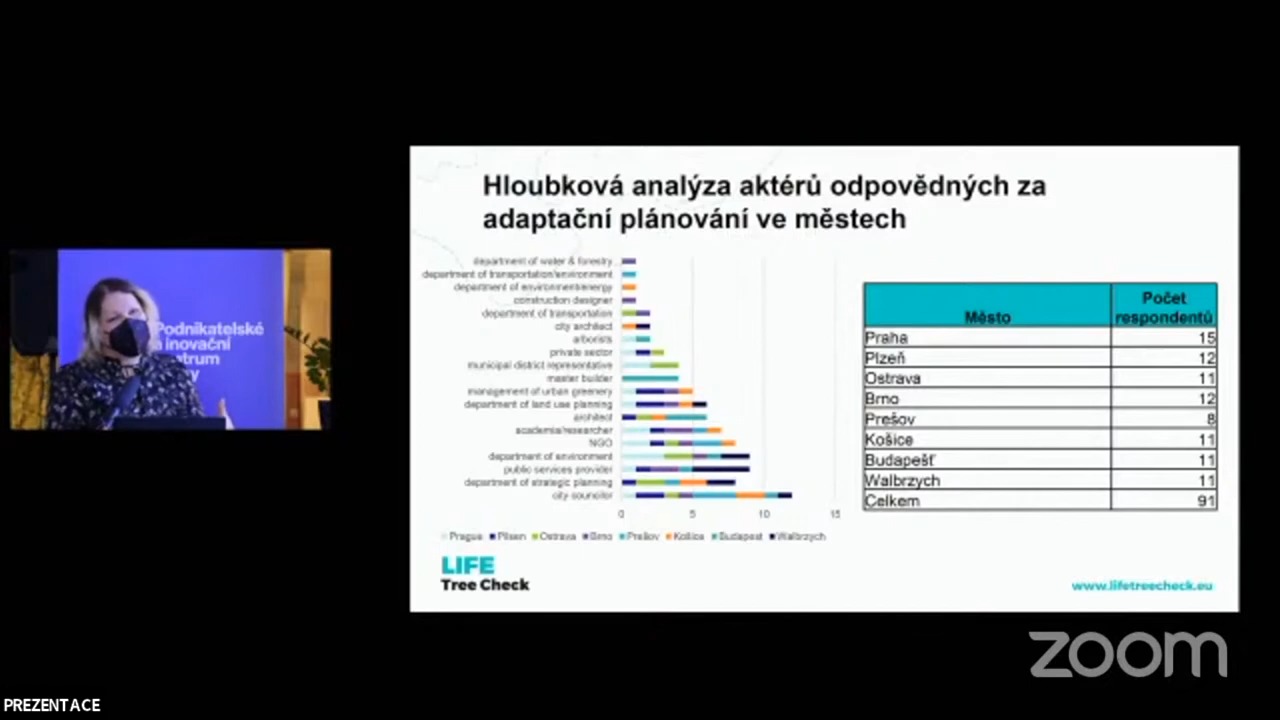 Podnikatelské
a inovační
centrum
Hloubková analýza aktérů odpovědných za
adaptační plánování ve městech
department of water & forestry
department of transportation/environment
department of environment/energy
construction designer
department of transportation
city architect
arborists
private sector
municipal district representative
master builder
management of urban greenery
department of land use planning
architect
academia/researcher
NGO
department of environment
public services provider
department of strategic planning
city councilor
0 5 10 15
Prague Pilsen Ostrava Brno Prešov Košice Budapest Walbrzych
Město Počet respondentů
Praha 15
Plzeň 12
Ostrava 11
Brno 12
Prešov 8
Košice 11
Budapešť 11
Walbrzych 11
Celkem 91
LIFE
Tree Check
www.lifetreecheck.eu
zoom
PREZENTACE